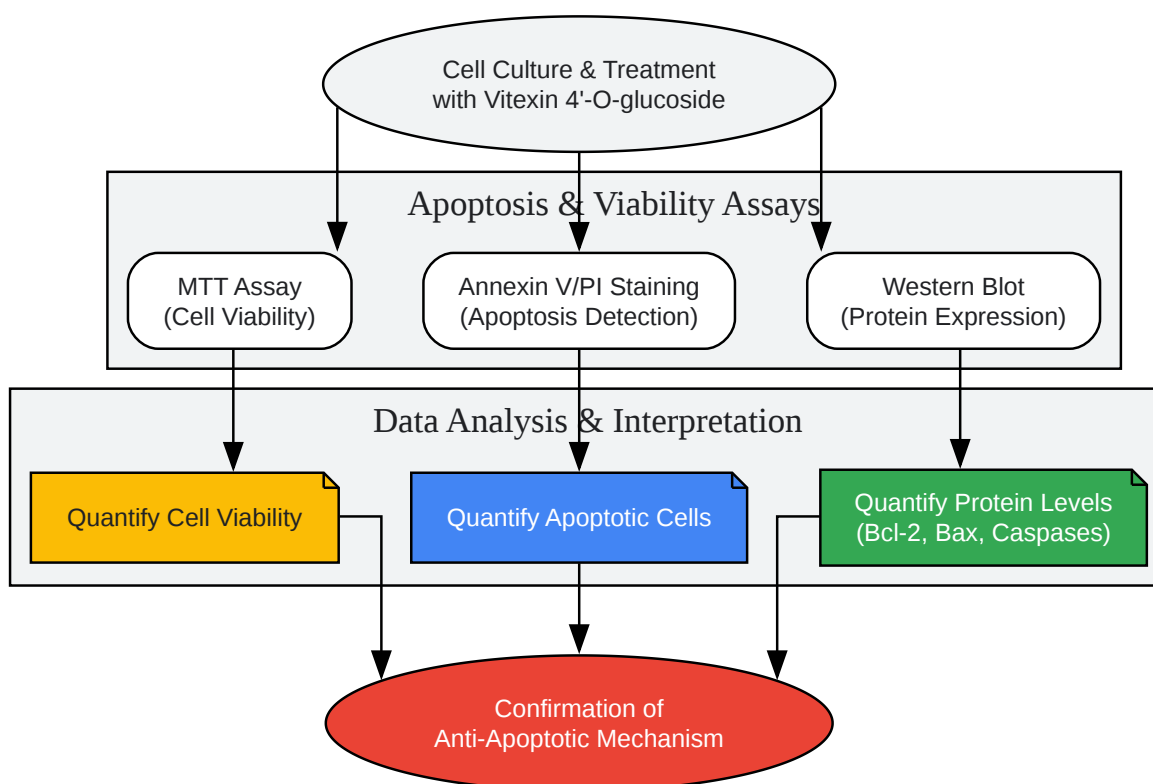 Cell Culture & Treatment
with Vitexin 4'-O-glucoside
Apoptosis & Viability Assays
MTT Assay
(Cell Viability)
Annexin V/PI Staining
(Apoptosis Detection)
Western Blot
(Protein Expression)
Data Analysis & Interpretation
Quantify Cell Viability
Quantify Apoptotic Cells
Quantify Protein Levels
(Bcl-2, Bax, Caspases)
Confirmation of
Anti-Apoptotic Mechanism